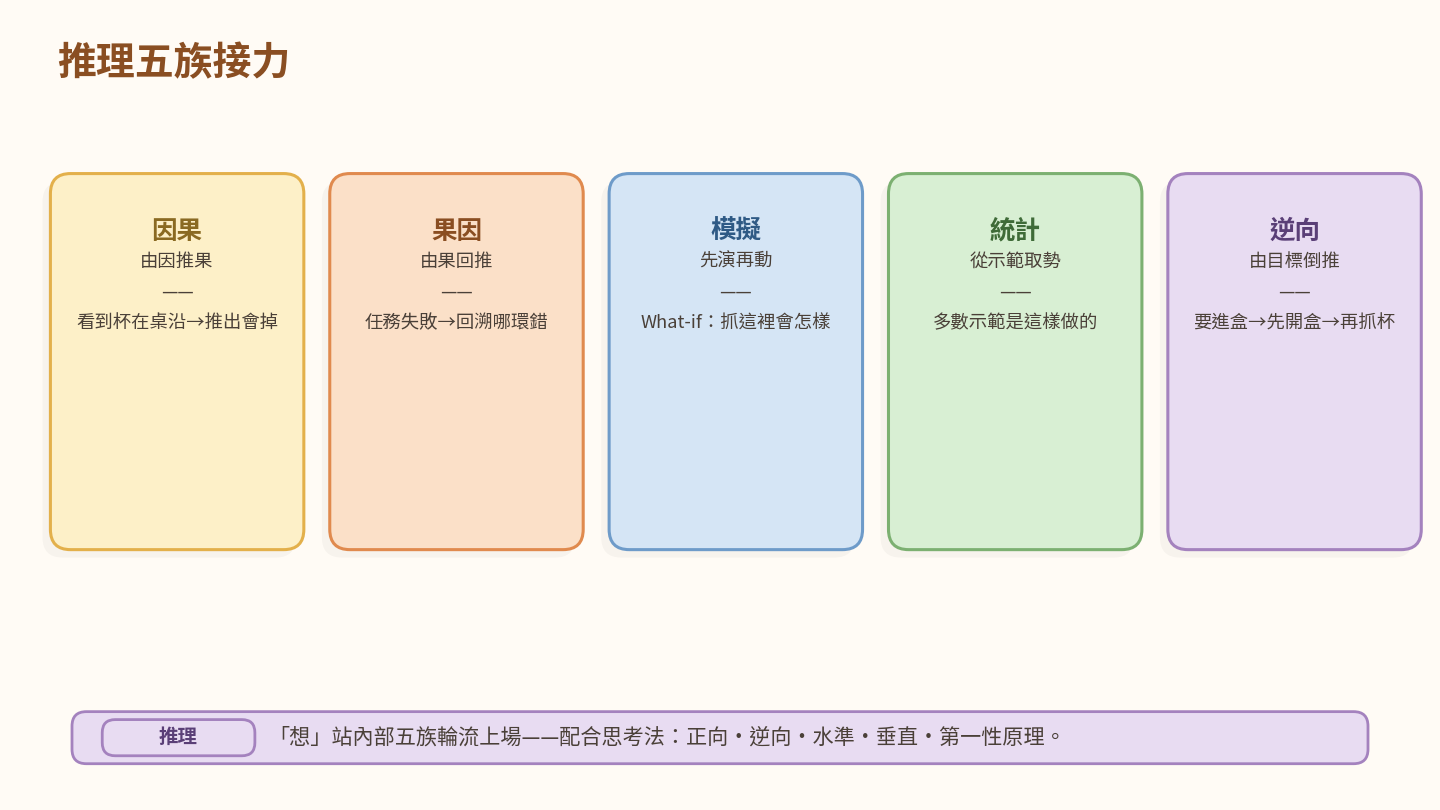 推理五族接力
因果
由因推果
——
看到杯在桌沿→推出會掉
果因
由果回推
——
任務失敗→回溯哪環錯
模擬
先演再動
——
What-if：抓這裡會怎樣
統計
從示範取勢
——
多數示範是這樣做的
逆向
由目標倒推
——
要進盒→先開盒→再抓杯
推理
「想」站內部五族輪流上場——配合思考法：正向・逆向・水準・垂直・第一性原理。